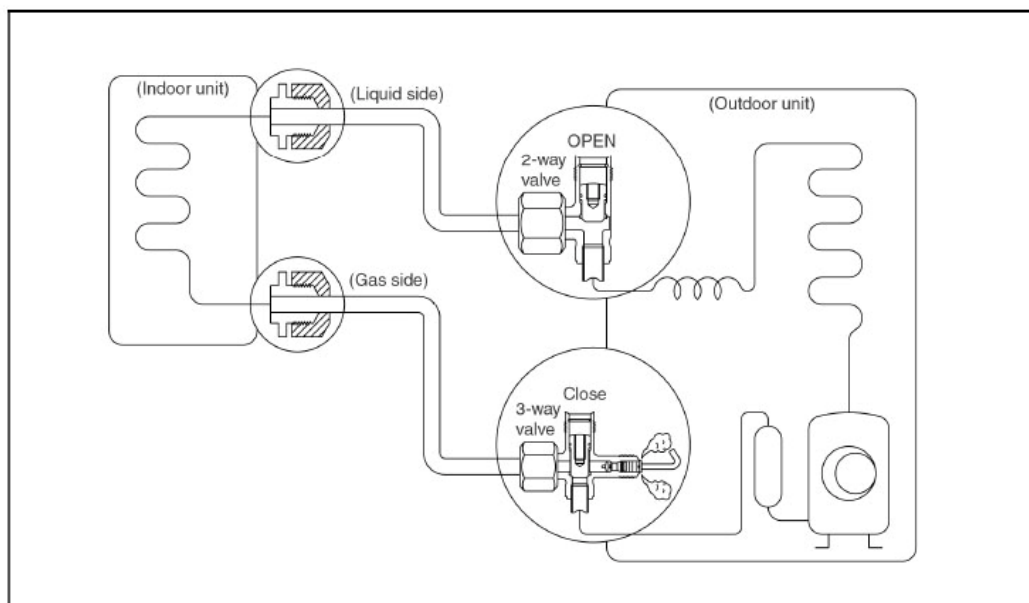 (Indoor unit)
(Liquid side)
(Outdoor unit)
OPEN
2-way
valve
(Gas side)
Close
3-way
valve